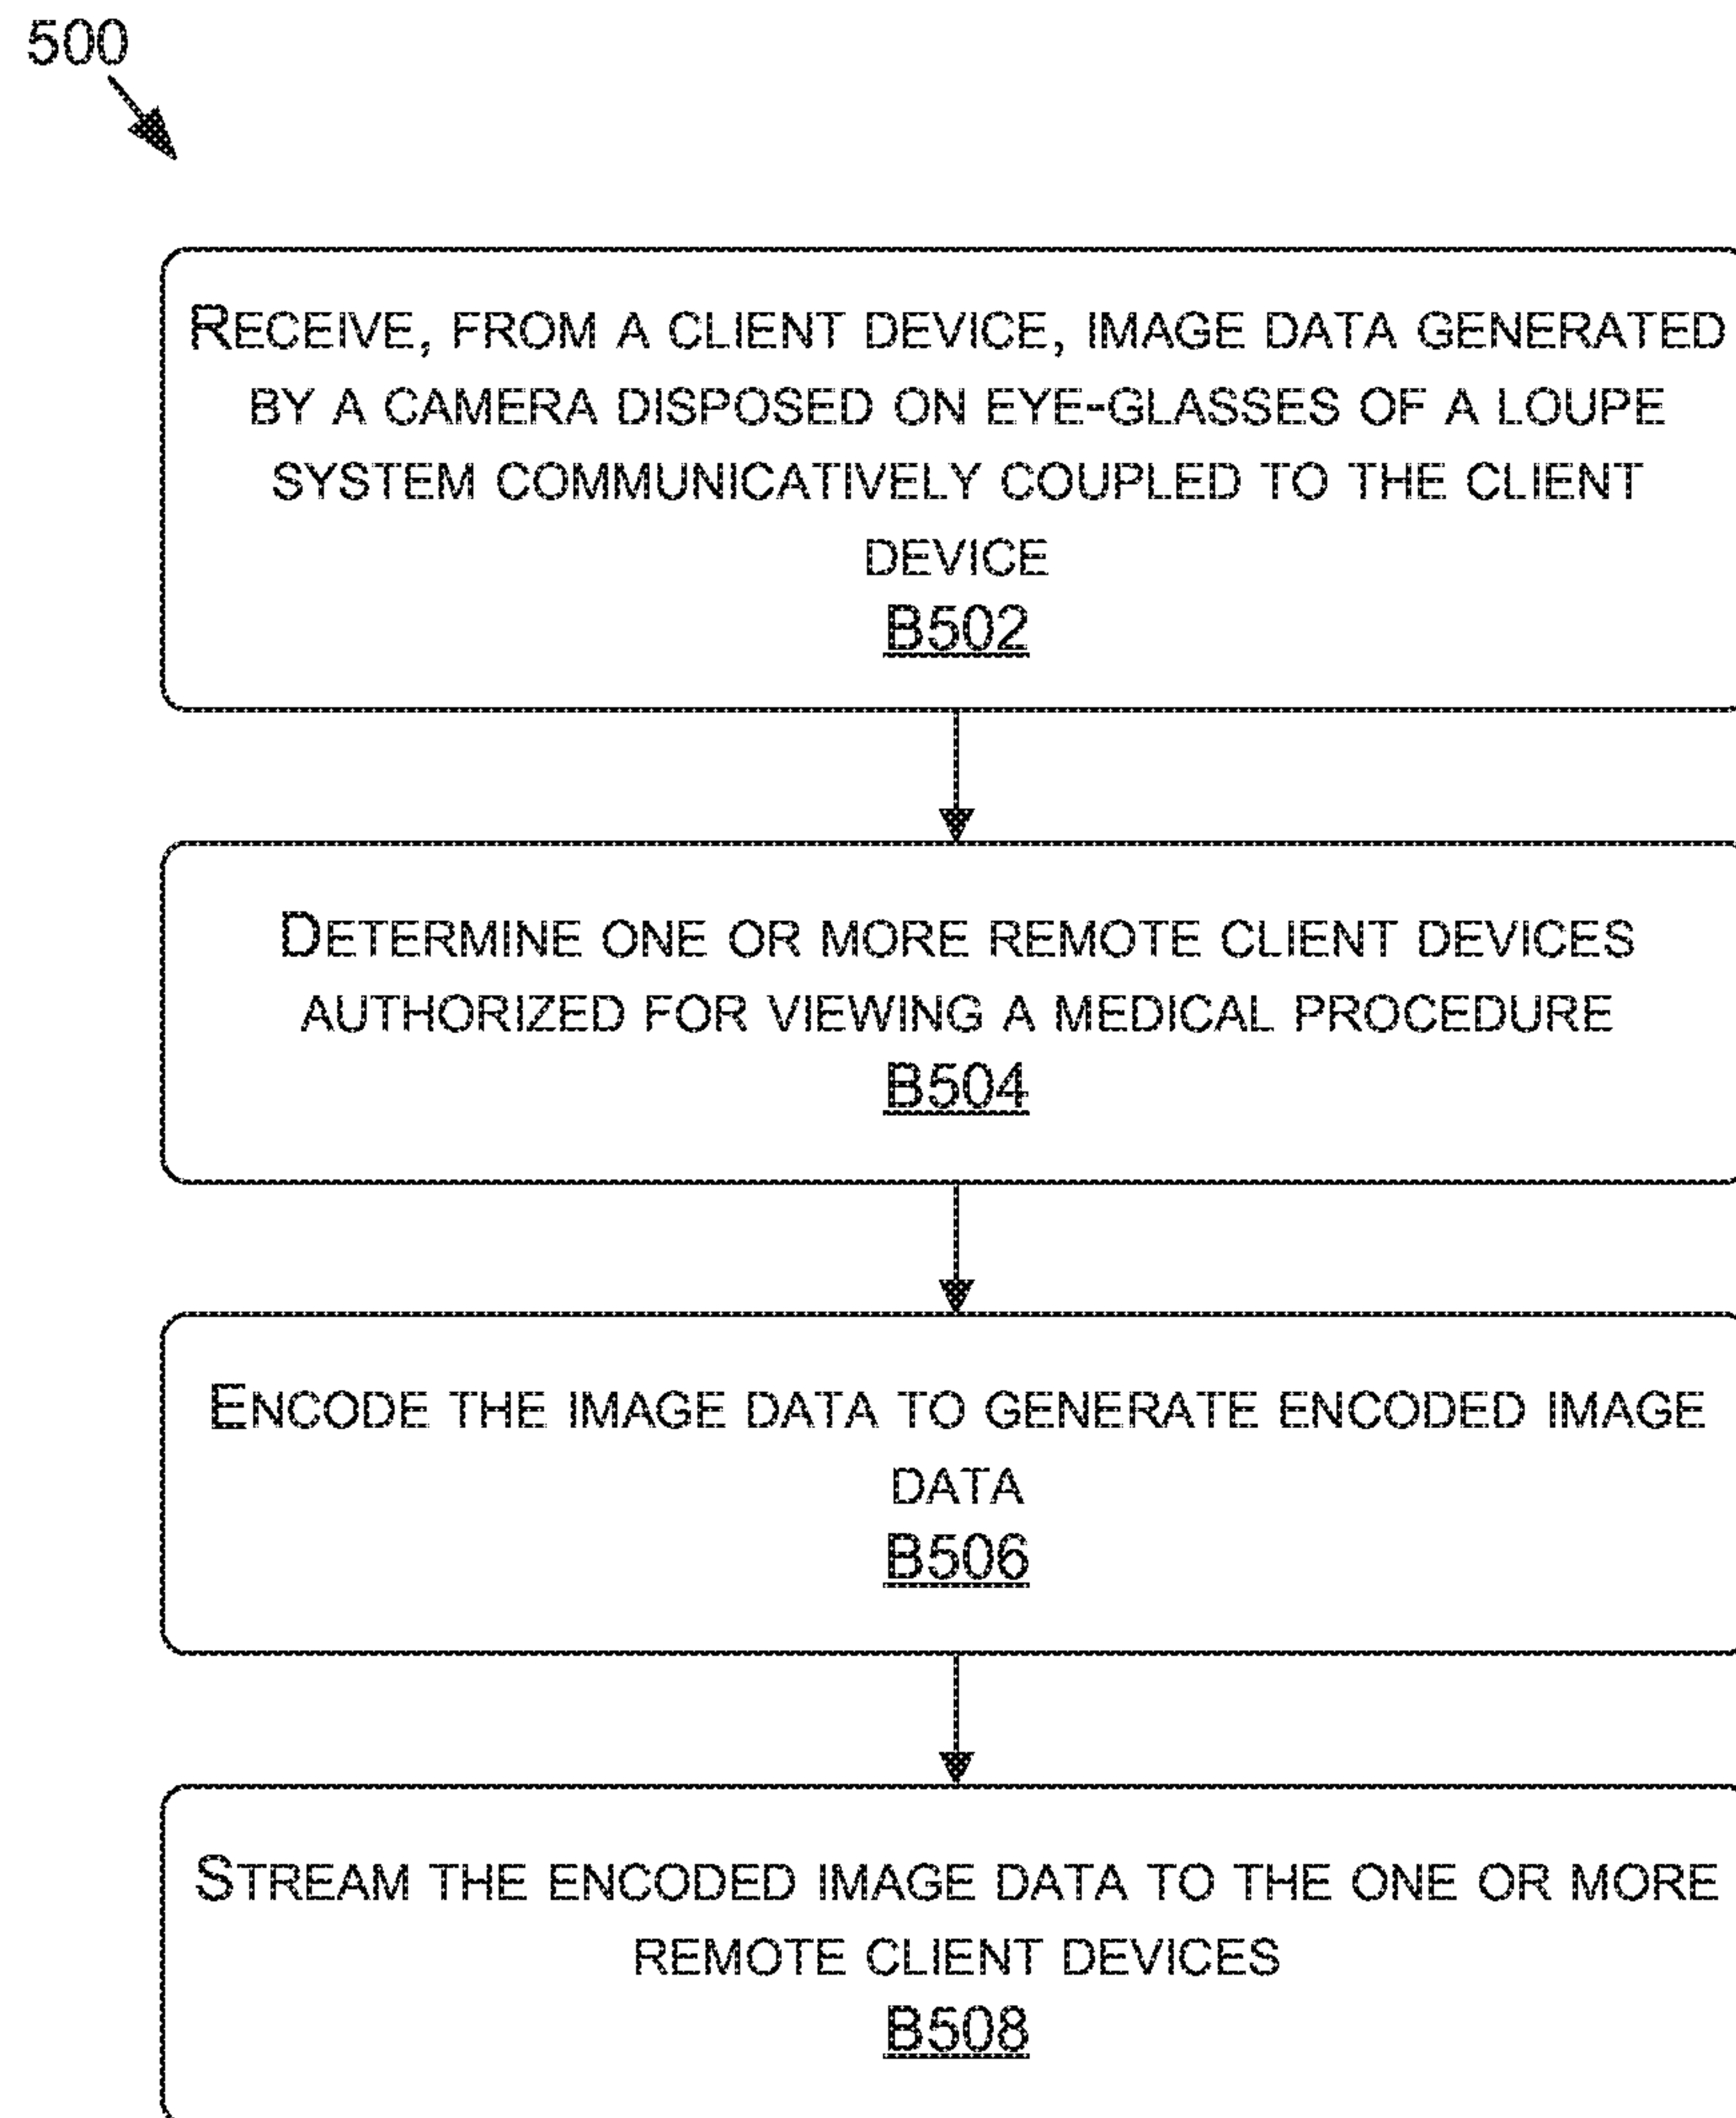 500
RECEIVE, FROM A CLIENT DEVICE, IMAGE DATA GENERATED
BY A CAMERA DISPOSED ON EYE-GLASSES OF A LOUPE
SYSTEM COMMUNICATIVELY COUPLED TO THE CLIENT
DEVICE
B502
DETERMINE ONE OR MORE REMOTE CLIENT DEVICES
AUTHORIZED FOR VIEWING A MEDICAL PROCEDURE
B504
ENCODE THE IMAGE DATA TO GENERATE ENCODED IMAGE
DATA
B506
STREAM THE ENCODED IMAGE DATA TO THE ONE OR MORE
REMOTE CLIENT DEVICES
B508